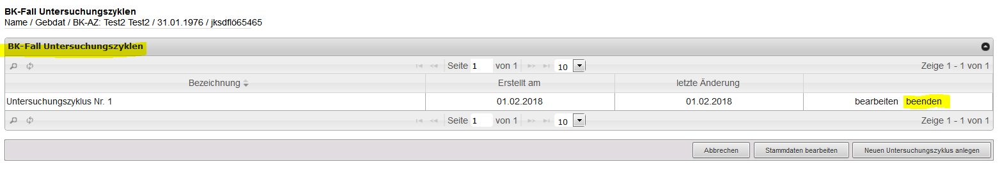 BK-Fall Untersuchungszyklen
Name / Gebdat / BK-AZ: Test2 Test2 / 31.01.1976 / jksdflö65465
BK-Fall Untersuchungszyklen
Seite 1 von 1 10 Zeige 1 - 1 von 1
Bezeichnung Erstellt am letzte Änderung
Untersuchungszyklus Nr. 1 01.02.2018 01.02.2018 bearbeiten beenden
Seite 1 von 1 10 Zeige 1 - 1 von 1
Abbrechen Stammdaten bearbeiten Neuen Untersuchungszyklus anlegen